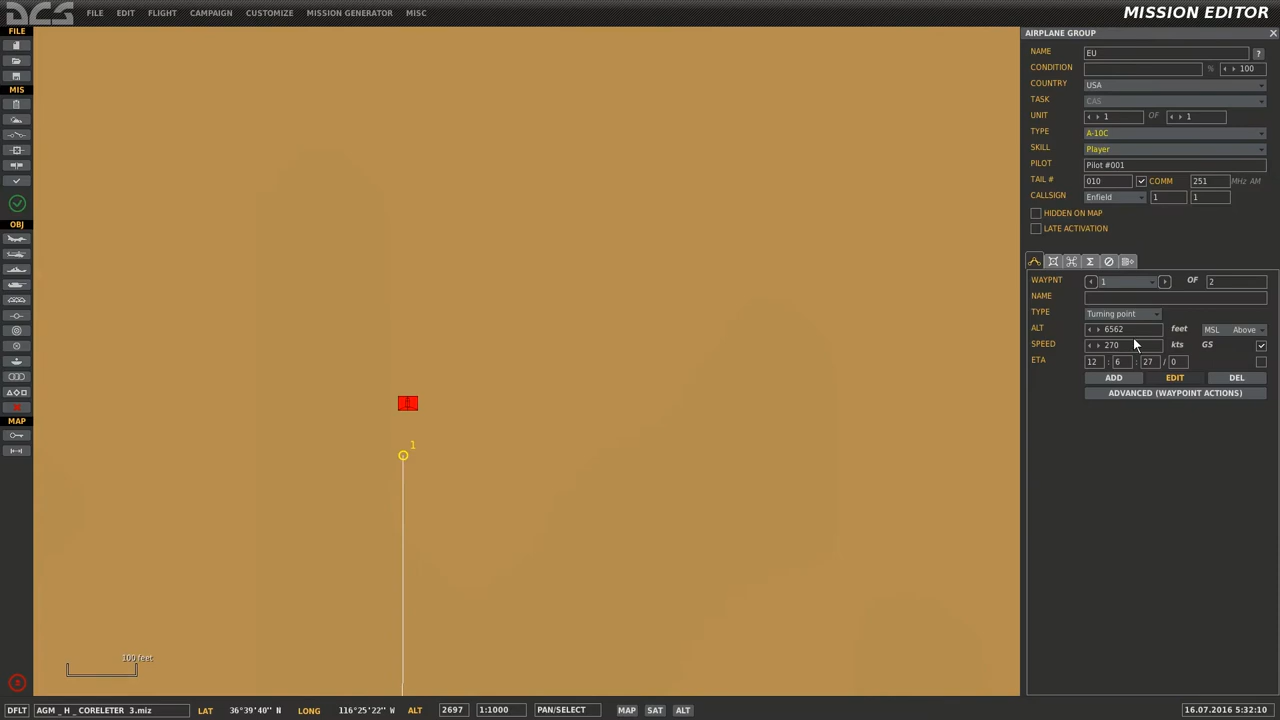 DCS FILE EDIT FLIGHT CAMPAIGN CUSTOMIZE MISSION GENERATOR MISC MISSION EDITOR
FILE
MIS
OBJ
MAP
1
100 feet
AIRPLANE GROUP X
NAME EU ?
CONDITION % 100
COUNTRY USA
TASK CAS
UNIT 1 OF 1
TYPE A-10C
SKILL Player
PILOT Pilot #001
TAIL # 010 COMM 251 MHz AM
CALLSIGN Enfield 1 1
HIDDEN ON MAP
LATE ACTIVATION
WAYPNT 1 OF 2
NAME
TYPE Turning point
ALT 6562 feet MSL Above
SPEED 270 kts GS
ETA 12 : 6 : 27 / 0
ADD EDIT DEL
ADVANCED (WAYPOINT ACTIONS)
DFLT AGM _ H _ CORELETER 3.miz LAT 36°39'40'' N LONG 116°25'22'' W ALT 2697 1:1000 PAN/SELECT MAP SAT ALT 16.07.2016 5:32:10